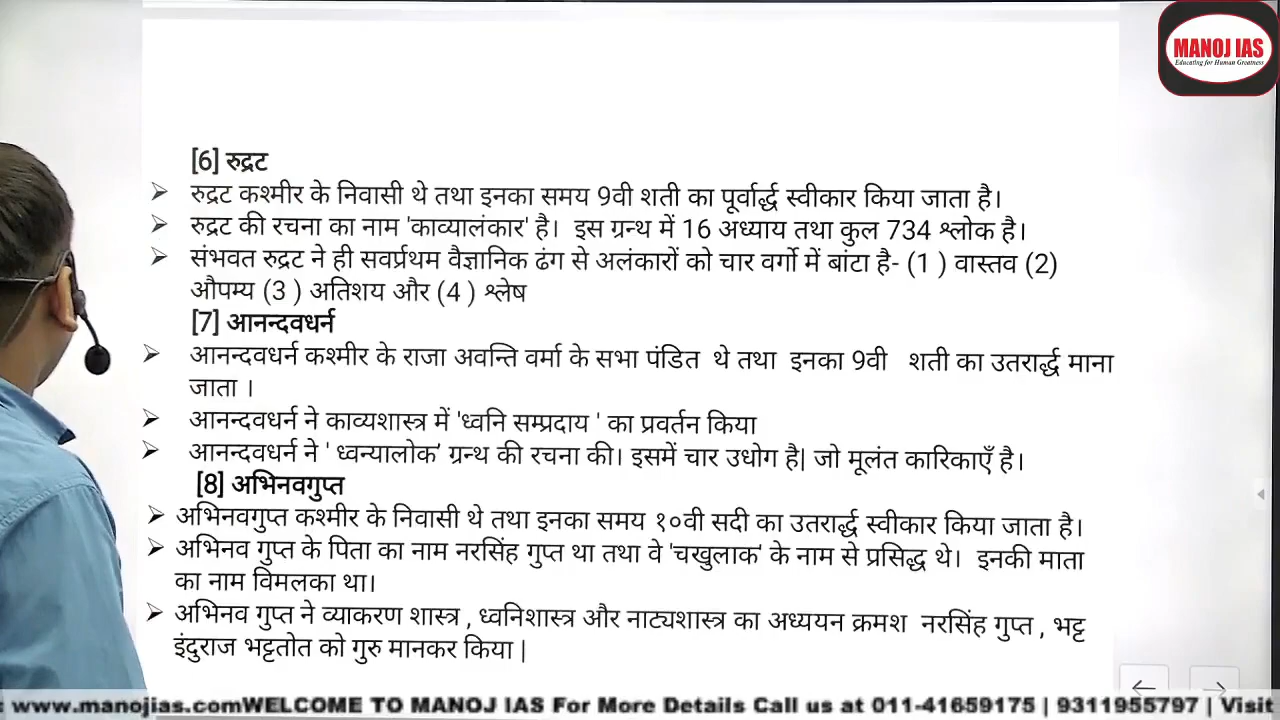 MANOJ IAS
Educating for Human Greatness
[6] रुद्रट
➢ रुद्रट कश्मीर के निवासी थे तथा इनका समय 9वी शती का पूर्वार्द्ध स्वीकार किया जाता है।
➢ रुद्रट की रचना का नाम 'काव्यालंकार' है। इस ग्रन्थ में 16 अध्याय तथा कुल 734 श्लोक है।
➢ संभवत रुद्रट ने ही सवर्प्रथम वैज्ञानिक ढंग से अलंकारों को चार वर्गो में बांटा है- (1 ) वास्तव (2)
औपम्य (3 ) अतिशय और (4 ) श्लेष
[7] आनन्दवधर्न
➢ आनन्दवधर्न कश्मीर के राजा अवन्ति वर्मा के सभा पंडित थे तथा इनका 9वी शती का उतरार्द्ध माना
जाता ।
➢ आनन्दवधर्न ने काव्यशास्त्र में 'ध्वनि सम्प्रदाय ' का प्रवर्तन किया
➢ आनन्दवधर्न ने ' ध्वन्यालोक' ग्रन्थ की रचना की। इसमें चार उधोग है| जो मूलंत कारिकाएँ है।
[8] अभिनवगुप्त
➢ अभिनवगुप्त कश्मीर के निवासी थे तथा इनका समय १०वी सदी का उतरार्द्ध स्वीकार किया जाता है।
➢ अभिनव गुप्त के पिता का नाम नरसिंह गुप्त था तथा वे 'चखुलाक' के नाम से प्रसिद्ध थे। इनकी माता
का नाम विमलका था।
➢ अभिनव गुप्त ने व्याकरण शास्त्र , ध्वनिशास्त्र और नाट्यशास्त्र का अध्ययन क्रमश नरसिंह गुप्त , भट्ट
इंदुराज भट्टतोत को गुरु मानकर किया |
: www.manojias.comWELCOME TO MANOJ IAS For More Details Call us at 011-41659175 | 9311955797 | Visit